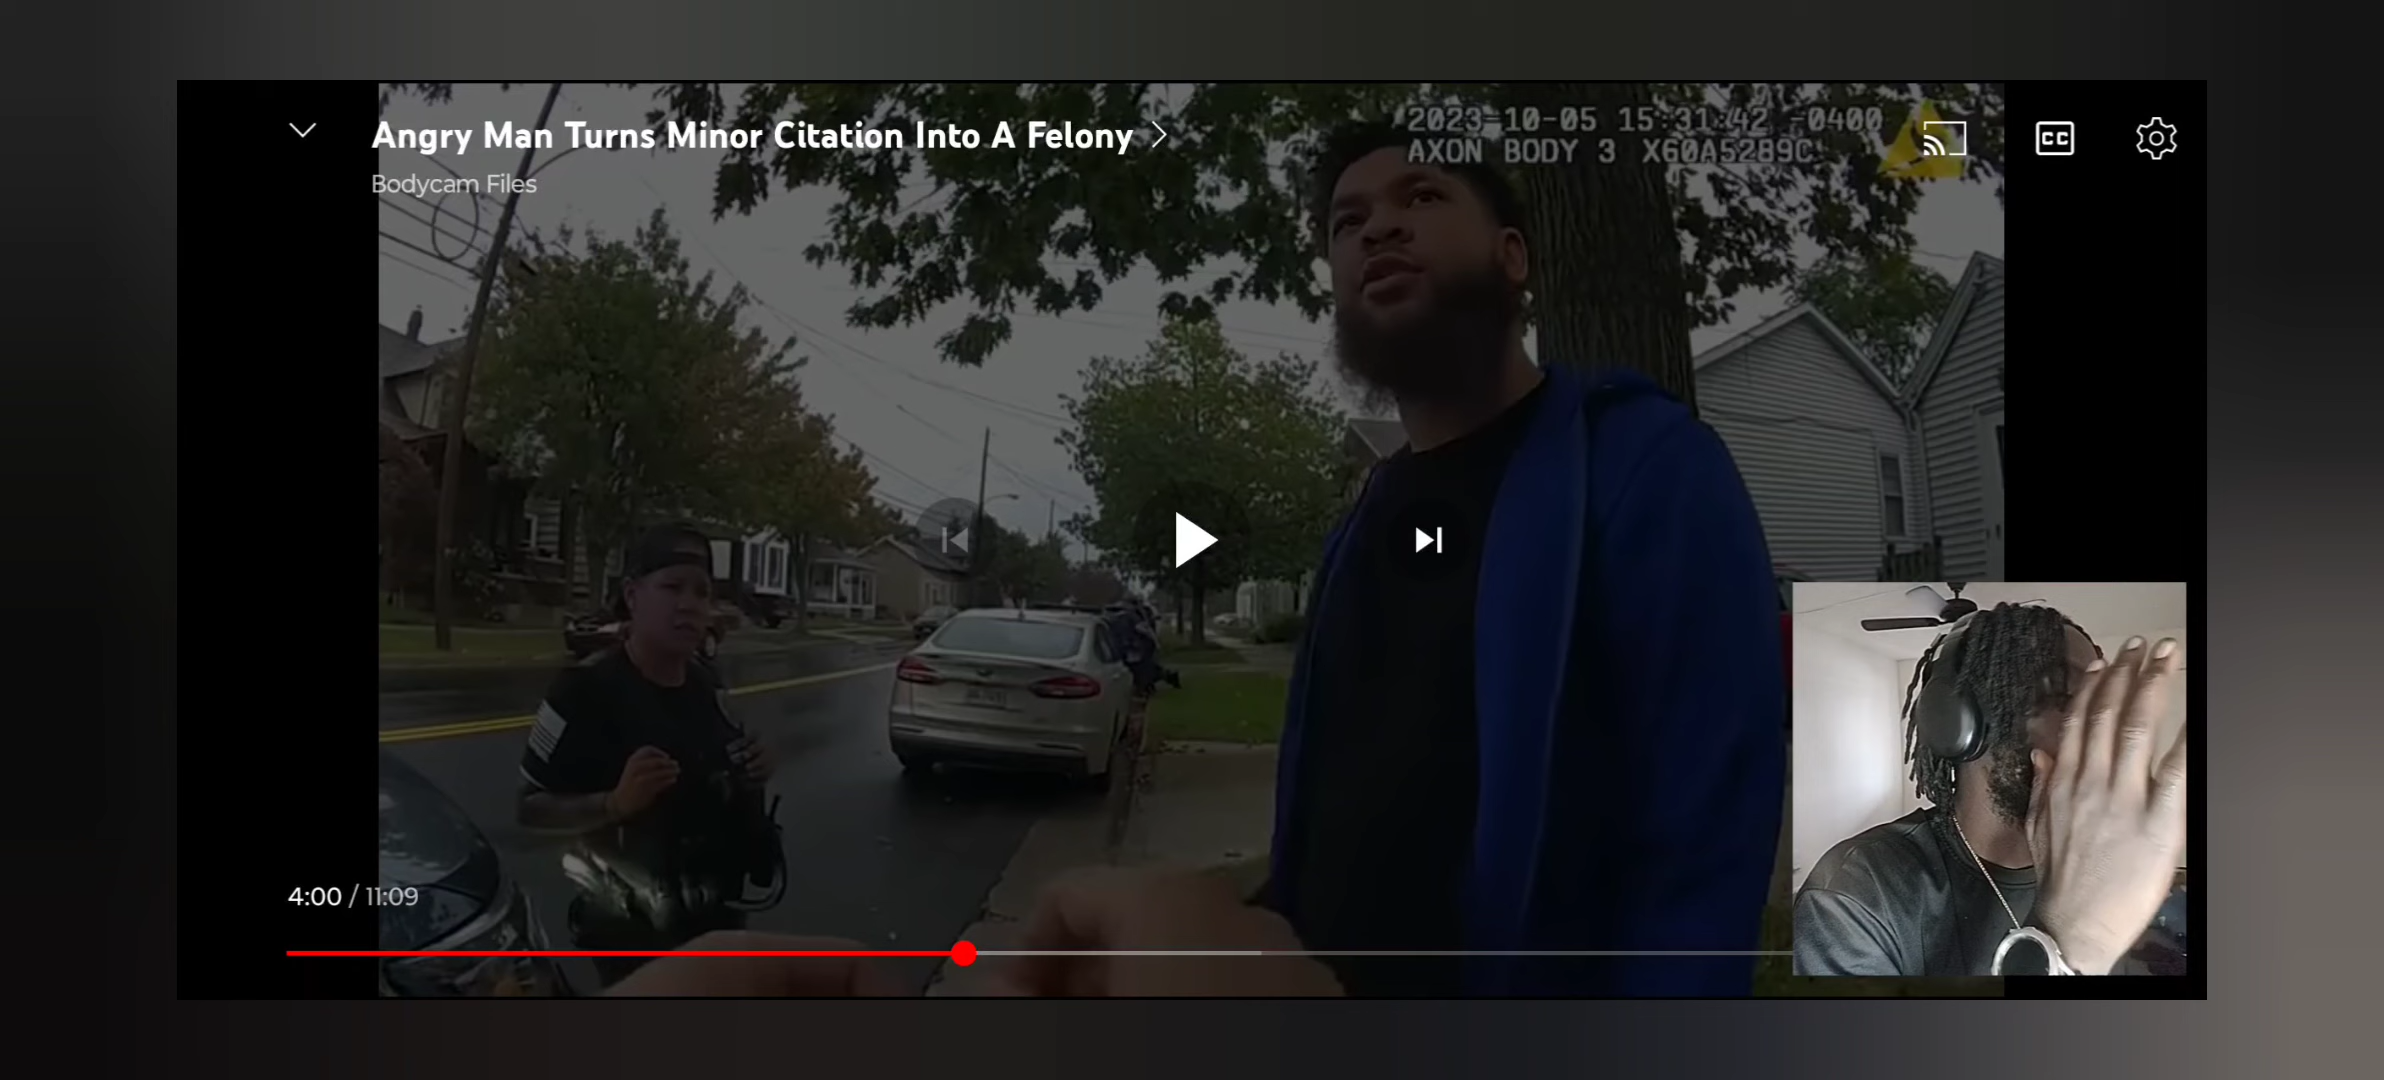 Angry Man Turns Minor Citation Into A Felony
Bodycam Files
2023-10-05 15:31:42 -0400
AXON BODY 3 X60A5289C
CC
4:00 / 11:09